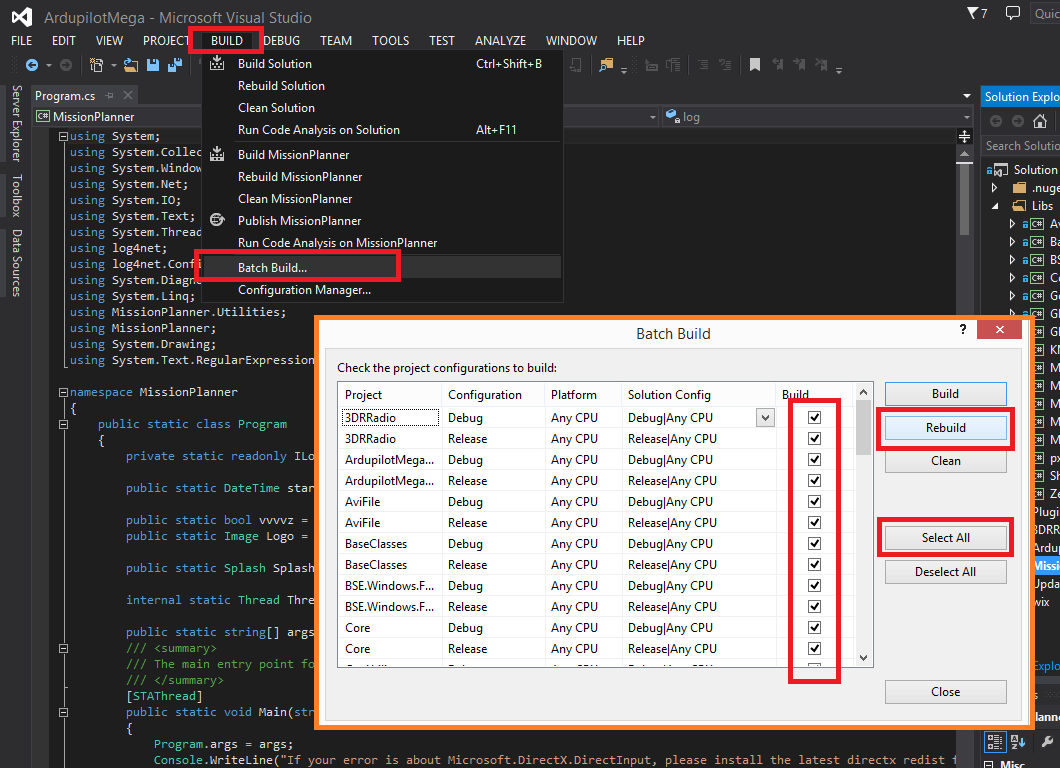 ArdupilotMega - Microsoft Visual Studio
7
Quic
FILE EDIT VIEW PROJECT BUILD DEBUG TEAM TOOLS TEST ANALYZE WINDOW HELP
Build Solution Ctrl+Shift+B
Rebuild Solution
Clean Solution
Run Code Analysis on Solution Alt+F11
Build MissionPlanner
Rebuild MissionPlanner
Clean MissionPlanner
Publish MissionPlanner
Run Code Analysis on MissionPlanner
Batch Build...
Configuration Manager...
Server Explorer
Toolbox
Data Sources
Program.cs
MissionPlanner
log
using System;
using System.Collec
using System.Window
using System.Net;
using System.IO;
using System.Text;
using System.Thread
using log4net;
using log4net.Confi
using System.Diagn
using System.Linq;
using MissionPlanner.Utilities;
using MissionPlanner;
using System.Drawing;
using System.Text.RegularExpression
namespace MissionPlanner
{
public static class Program
{
private static readonly ILo
public static DateTime star
public static bool vvvvz =
public static Image Logo =
public static Splash Splash
internal static Thread Thre
public static string[] args
/// <summary>
/// The main entry point fo
/// </summary>
[STAThread]
public static void Main(str
{
Program.args = args;
Console.WriteLine("If your error is about Microsoft.DirectX.DirectInput, please install the latest directx redist f
Solution Explo
Search Solutio
Solution
.nuge
Libs
C# Av
C# Ba
C# BS
C# Co
C# Ge
C# GM
Plugi
3DRR
Ardup
Missio
Upda
wix
Explo
lanne
Misc
Batch Build
?
Check the project configurations to build:
Project Configuration Platform Solution Config Build
3DRRadio Debug Any CPU Debug|Any CPU
3DRRadio Release Any CPU Release|Any CPU
ArdupilotMega... Debug Any CPU Debug|Any CPU
ArdupilotMega... Release Any CPU Release|Any CPU
AviFile Debug Any CPU Debug|Any CPU
AviFile Release Any CPU Release|Any CPU
BaseClasses Debug Any CPU Debug|Any CPU
BaseClasses Release Any CPU Release|Any CPU
BSE.Windows.F... Debug Any CPU Debug|Any CPU
BSE.Windows.F... Release Any CPU Release|Any CPU
Core Debug Any CPU Debug|Any CPU
Core Release Any CPU Release|Any CPU
Build
Rebuild
Clean
Select All
Deselect All
Close